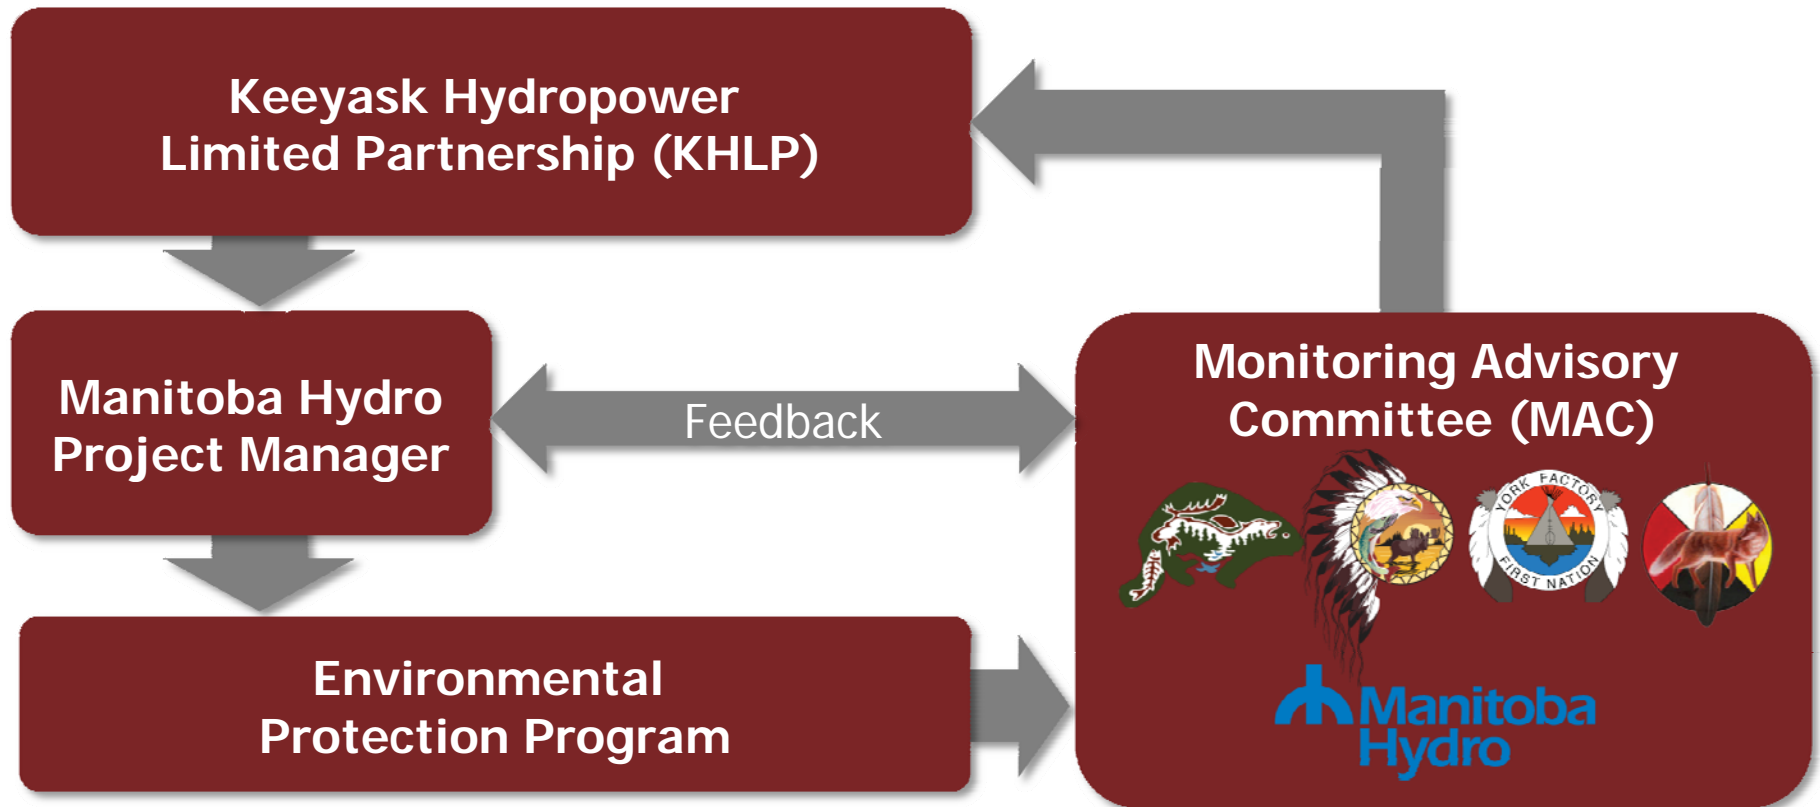 Keeyask Hydropower
Limited Partnership (KHLP)
Manitoba Hydro
Project Manager
Feedback
Monitoring Advisory
Committee (MAC)
YORK FACTORY
FIRST NATION
Manitoba
Hydro
Environmental
Protection Program